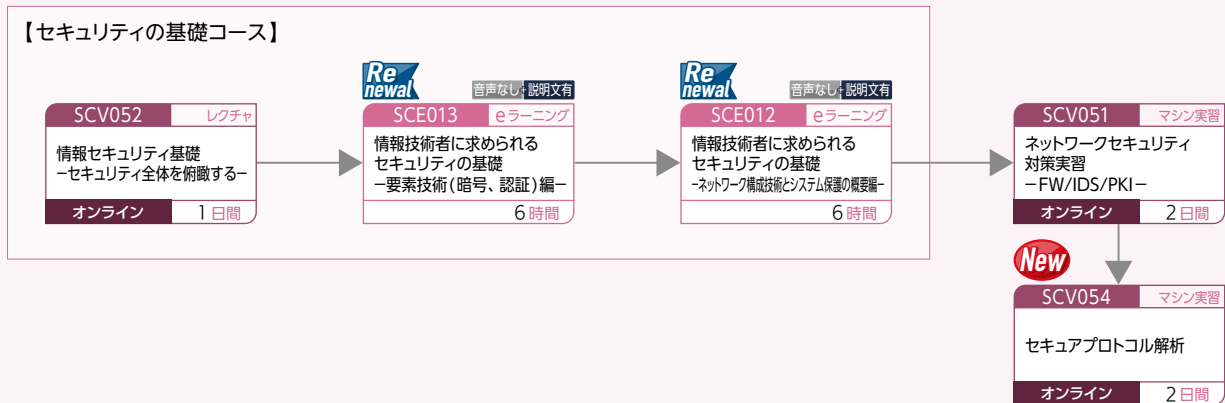 【セキュリティの基礎コース】
SCV052 レクチャ
情報セキュリティ基礎
−セキュリティ全体を俯瞰する−
オンライン 1日間
Re
newal
音声なし+説明文有
SCE013 eラーニング
情報技術者に求められる
セキュリティの基礎
−要素技術(暗号、認証)編−
6時間
Re
newal
音声なし+説明文有
SCE012 eラーニング
情報技術者に求められる
セキュリティの基礎
−ネットワーク構成技術とシステム保護の概要編−
6時間
SCV051 マシン実習
ネットワークセキュリティ
対策実習
−FW/IDS/PKI−
オンライン 2日間
New
SCV054 マシン実習
セキュアプロトコル解析
オンライン 2日間